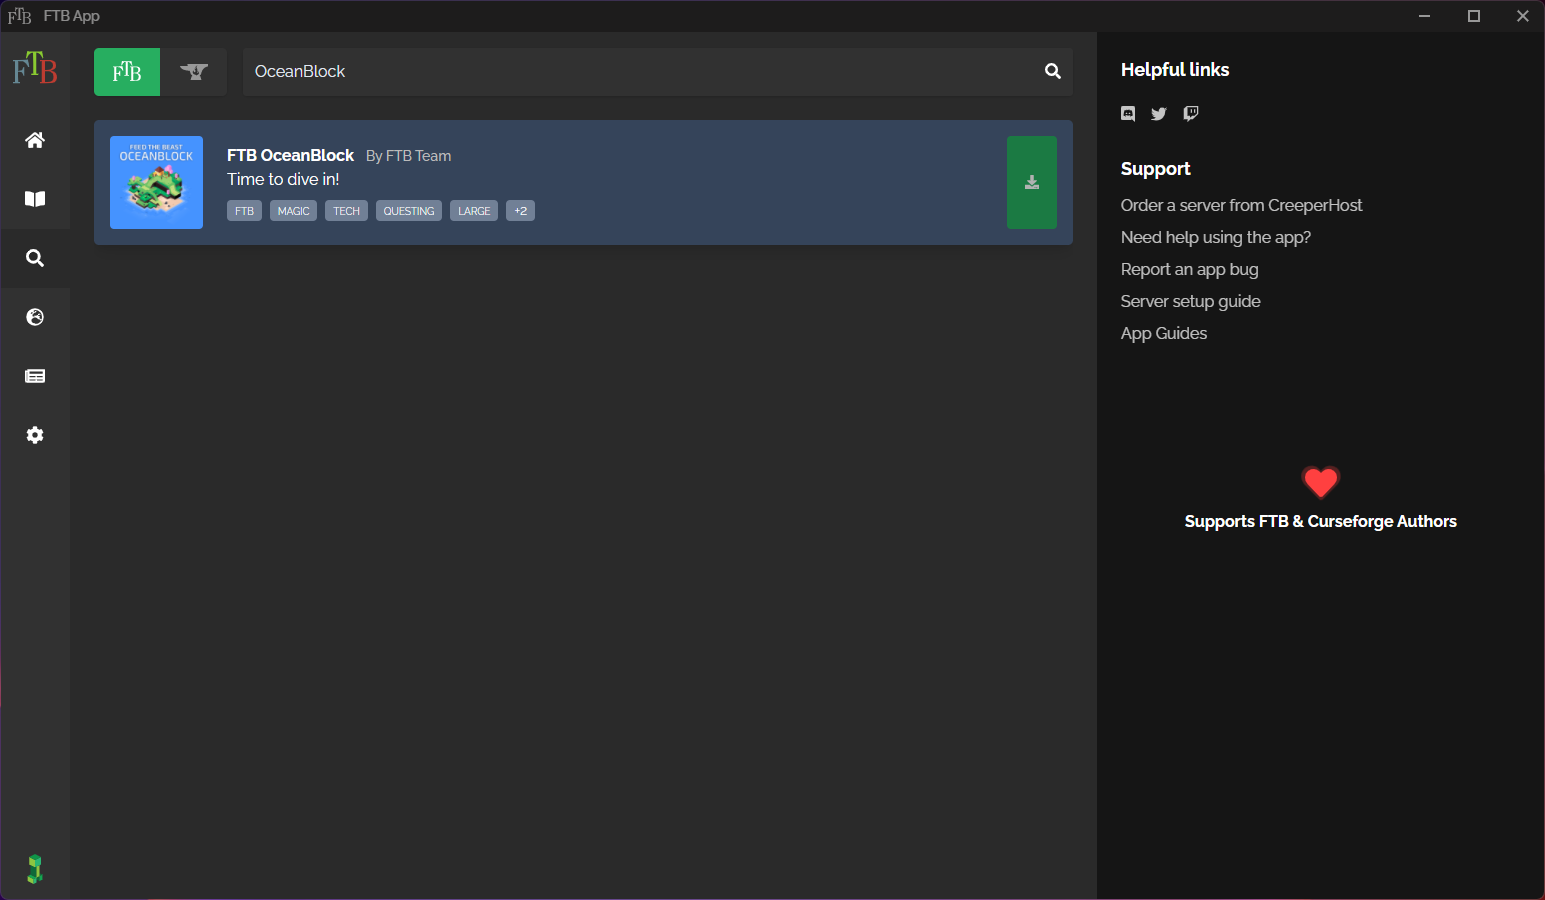 FTB FTB App
FTB
FTB
OceanBlock
FEED THE BEAST
OCEANBLOCK
FTB OceanBlock By FTB Team
Time to dive in!
FTB MAGIC TECH QUESTING LARGE +2
Helpful links
Support
Order a server from CreeperHost
Need help using the app?
Report an app bug
Server setup guide
App Guides
Supports FTB & Curseforge Authors